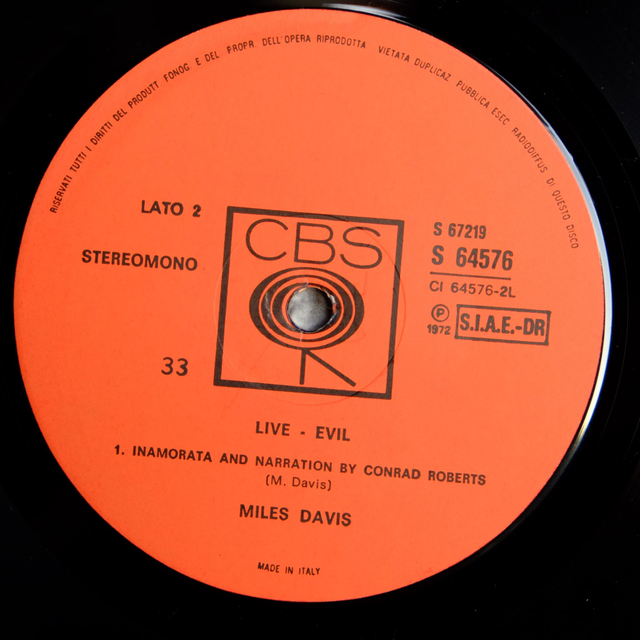 RISERVATI TUTTI I DIRITTI DEL PRODUTT FONOG E DEL PROPR DELL'OPERA RIPRODOTTA VIETATA DUPLICAZ PUBBLICA ESEC RADIODIFFUS DI QUESTO DISCO
LATO 2
STEREOMONO
33
CBS
S 67219
S 64576
CI 64576-2L
℗ 1972
S.I.A.E.-DR
LIVE - EVIL
1. INAMORATA AND NARRATION BY CONRAD ROBERTS
(M. Davis)
MILES DAVIS
MADE IN ITALY